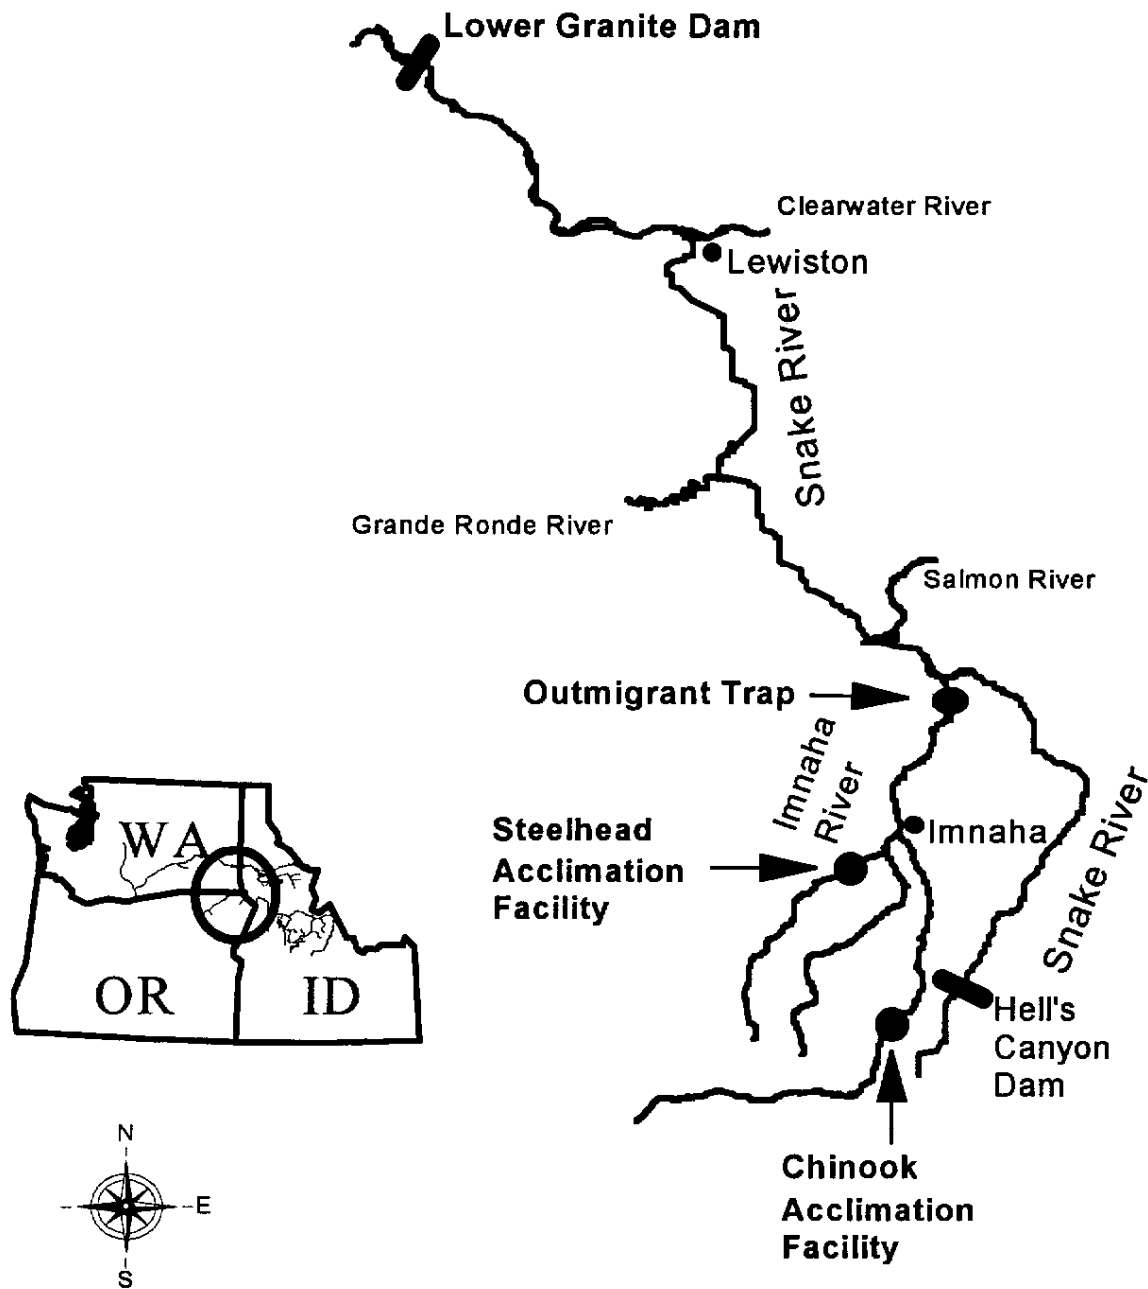 Lower Granite Dam
Clearwater River
Lewiston
Snake River
Grande Ronde River
Salmon River
Outmigrant Trap
Imnaha
River
Steelhead
Acclimation
Facility
Imnaha
Snake River
Hell's
Canyon
Dam
WA
OR
ID
N
E
S
Chinook
Acclimation
Facility